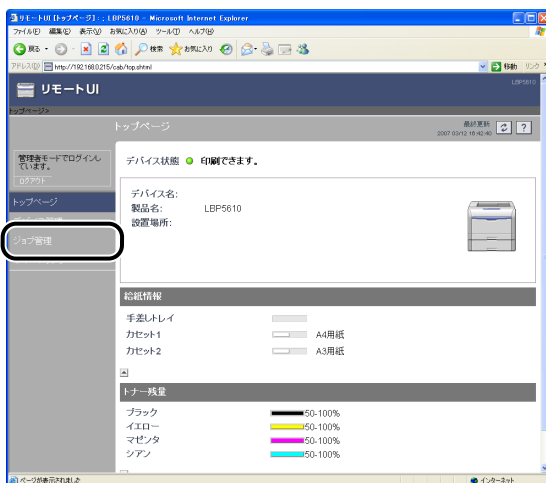 リモートUI [トップページ] : ; LBP5610 - Microsoft Internet Explorer
ファイル(F) 編集(E) 表示(V) お気に入り(A) ツール(T) ヘルプ(H)
戻る 検索 お気に入り
アドレス(D) http://192.168.0.215/cab/top.shtml 移動 リンク
リモートUI
LBP5610
トップページ>
トップページ
最終更新
2007 03/12 16:42:40
管理者モードでログインしています。
ログアウト
デバイス状態 印刷できます。
トップページ
デバイス名:
製品名: LBP5610
設置場所:
ジョブ管理
給紙情報
手差しトレイ
カセット1 A4用紙
カセット2 A3用紙
トナー残量
ブラック 50-100%
イエロー 50-100%
マゼンタ 50-100%
シアン 50-100%
ページが表示されました インターネット